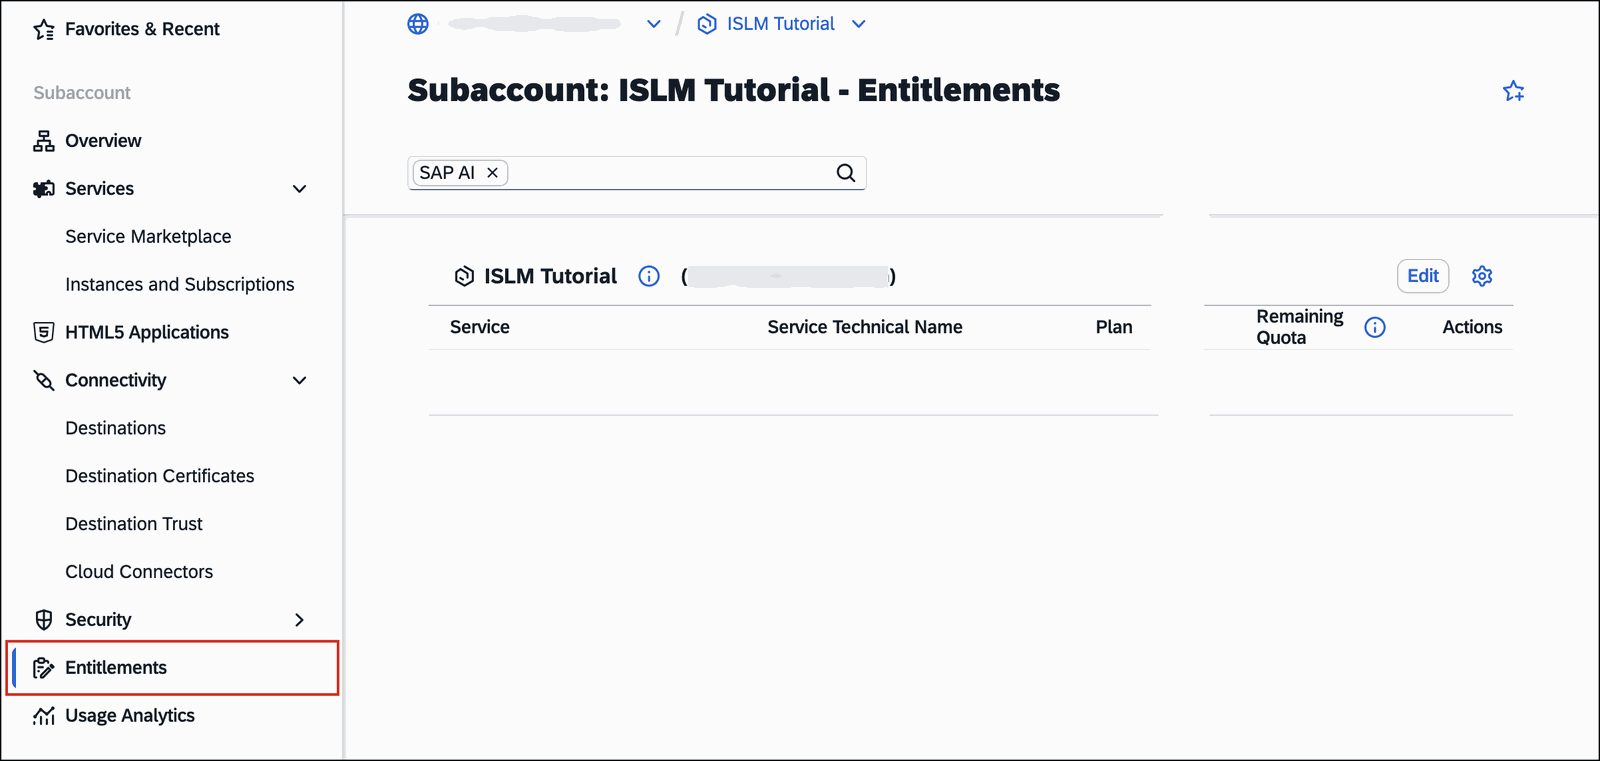 Favorites & Recent
Subaccount
Overview
Services
Service Marketplace
Instances and Subscriptions
HTML5 Applications
Connectivity
Destinations
Destination Certificates
Destination Trust
Cloud Connectors
Security
Entitlements
Usage Analytics
/ ISLM Tutorial
Subaccount: ISLM Tutorial - Entitlements
SAP AI
ISLM Tutorial ( )
Edit
Service Service Technical Name Plan Remaining Quota Actions